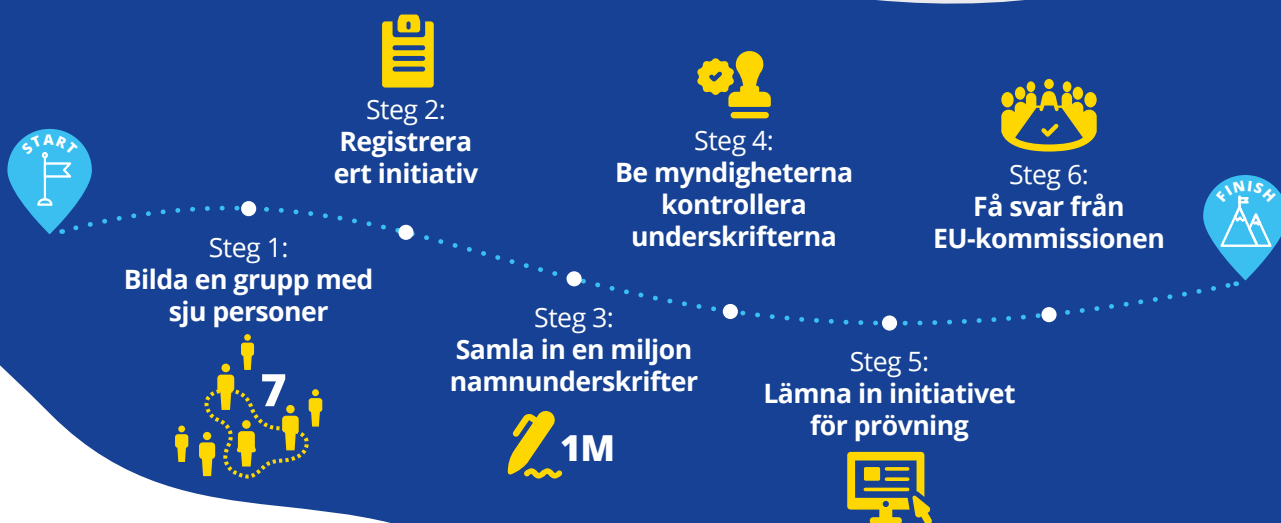 START
Steg 1:
Bilda en grupp med
sju personer
7
Steg 2:
Registrera
ert initiativ
Steg 3:
Samla in en miljon
namnunderskrifter
1M
Steg 4:
Be myndigheterna
kontrollera
underskrifterna
Steg 5:
Lämna in initiativet
för prövning
Steg 6:
Få svar från
EU-kommissionen
FINISH